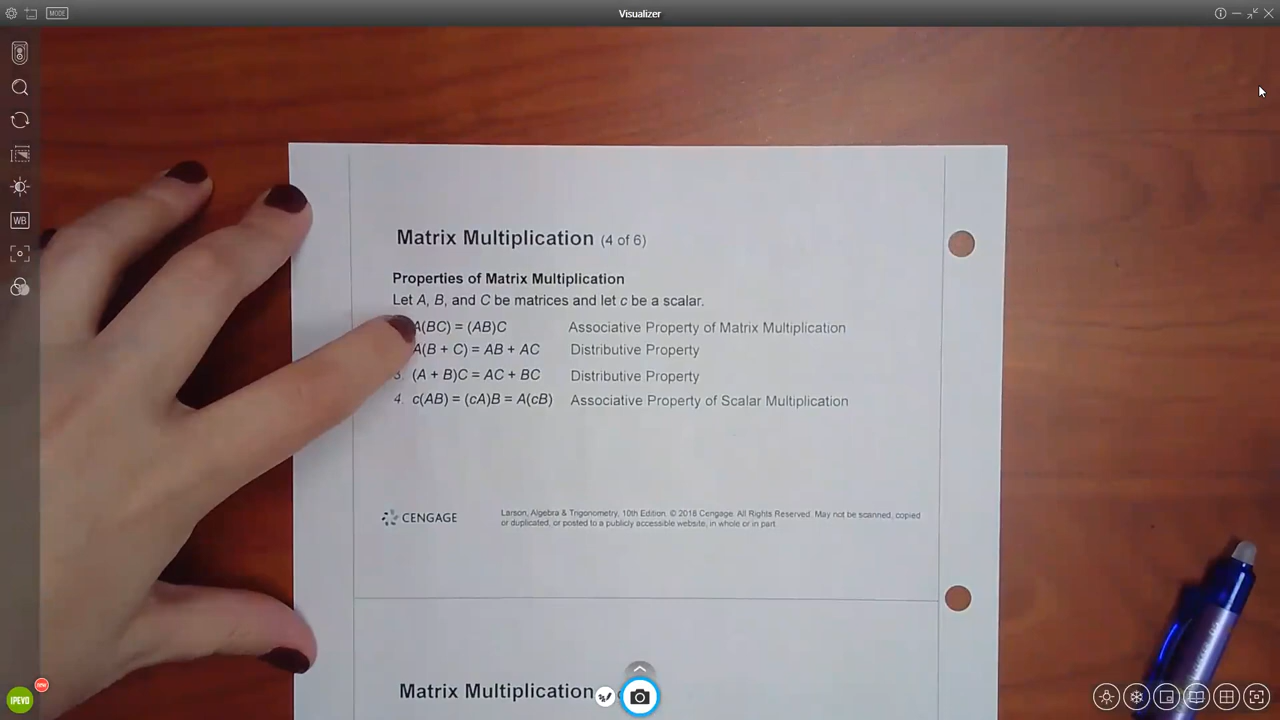 MODE
Visualizer
WB
Matrix Multiplication (4 of 6)
Properties of Matrix Multiplication
Let A, B, and C be matrices and let c be a scalar.
A(BC) = (AB)C Associative Property of Matrix Multiplication
A(B + C) = AB + AC Distributive Property
3. (A + B)C = AC + BC Distributive Property
4. c(AB) = (cA)B = A(cB) Associative Property of Scalar Multiplication
CENGAGE
Larson, Algebra & Trigonometry, 10th Edition. © 2018 Cengage. All Rights Reserved. May not be scanned, copied
or duplicated, or posted to a publicly accessible website, in whole or in part.
Matrix Multiplication
IPEVO